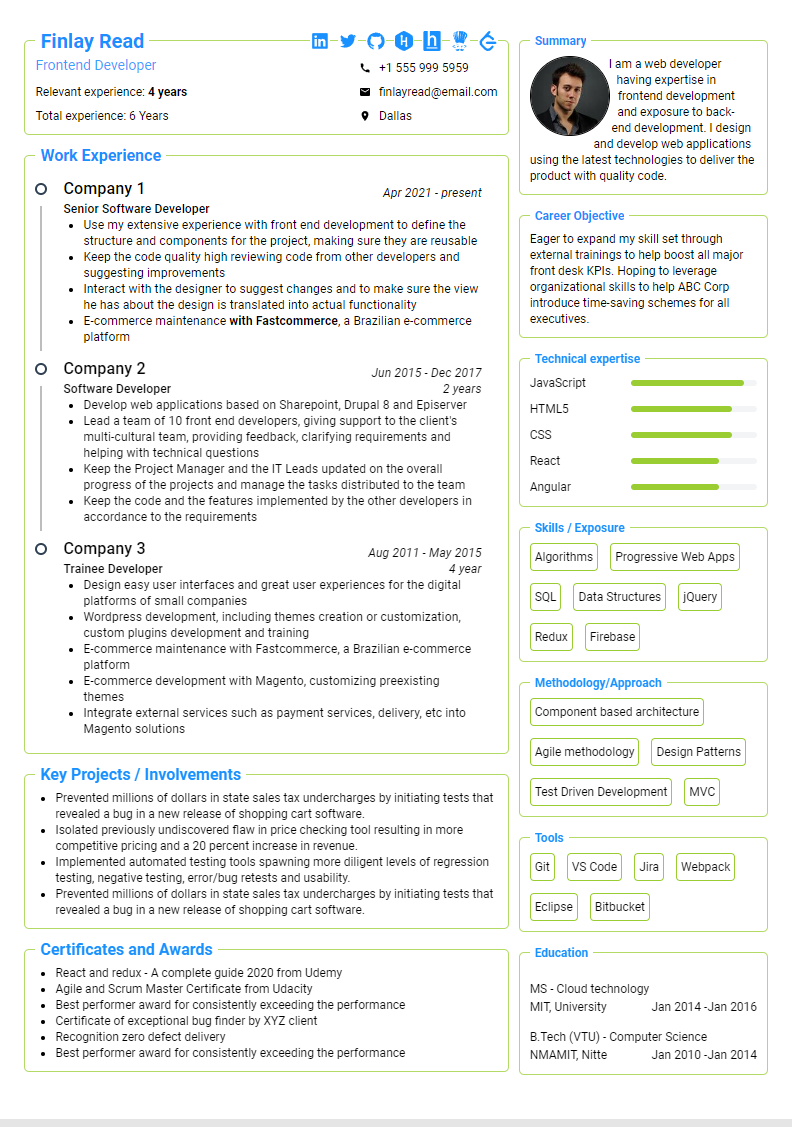 Finlay Read
Frontend Developer
Relevant experience: 4 years
Total experience: 6 Years
+1 555 999 5959
finlayread@email.com
Dallas
Work Experience
Company 1
Apr 2021 - present
Senior Software Developer
Use my extensive experience with front end development to define the
structure and components for the project, making sure they are reusable
Keep the code quality high reviewing code from other developers and
suggesting improvements
Interact with the designer to suggest changes and to make sure the view
he has about the design is translated into actual functionality
E-commerce maintenance with Fastcommerce, a Brazilian e-commerce
platform
Company 2
Jun 2015 - Dec 2017
Software Developer
2 years
Develop web applications based on Sharepoint, Drupal 8 and Episerver
Lead a team of 10 front end developers, giving support to the client's
multi-cultural team, providing feedback, clarifying requirements and
helping with technical questions
Keep the Project Manager and the IT Leads updated on the overall
progress of the projects and manage the tasks distributed to the team
Keep the code and the features implemented by the other developers in
accordance to the requirements
Company 3
Aug 2011 - May 2015
Trainee Developer
4 year
Design easy user interfaces and great user experiences for the digital
platforms of small companies
Wordpress development, including themes creation or customization,
custom plugins development and training
E-commerce maintenance with Fastcommerce, a Brazilian e-commerce
platform
E-commerce development with Magento, customizing preexisting
themes
Integrate external services such as payment services, delivery, etc into
Magento solutions
Key Projects / Involvements
Prevented millions of dollars in state sales tax undercharges by initiating tests that
revealed a bug in a new release of shopping cart software.
Isolated previously undiscovered flaw in price checking tool resulting in more
competitive pricing and a 20 percent increase in revenue.
Implemented automated testing tools spawning more diligent levels of regression
testing, negative testing, error/bug retests and usability.
Prevented millions of dollars in state sales tax undercharges by initiating tests that
revealed a bug in a new release of shopping cart software.
Certificates and Awards
React and redux - A complete guide 2020 from Udemy
Agile and Scrum Master Certificate from Udacity
Best performer award for consistently exceeding the performance
Certificate of exceptional bug finder by XYZ client
Recognition zero defect delivery
Best performer award for consistently exceeding the performance
Summary
I am a web developer
having expertise in
frontend development
and exposure to back-
end development. I design
and develop web applications
using the latest technologies to deliver the
product with quality code.
Career Objective
Eager to expand my skill set through
external trainings to help boost all major
front desk KPIs. Hoping to leverage
organizational skills to help ABC Corp
introduce time-saving schemes for all
executives.
Technical expertise
JavaScript
HTML5
CSS
React
Angular
Skills / Exposure
Algorithms
Progressive Web Apps
SQL
Data Structures
jQuery
Redux
Firebase
Methodology/Approach
Component based architecture
Agile methodology
Design Patterns
Test Driven Development
MVC
Tools
Git
VS Code
Jira
Webpack
Eclipse
Bitbucket
Education
MS - Cloud technology
MIT, University
Jan 2014 -Jan 2016
B.Tech (VTU) - Computer Science
NMAMIT, Nitte
Jan 2010 -Jan 2014